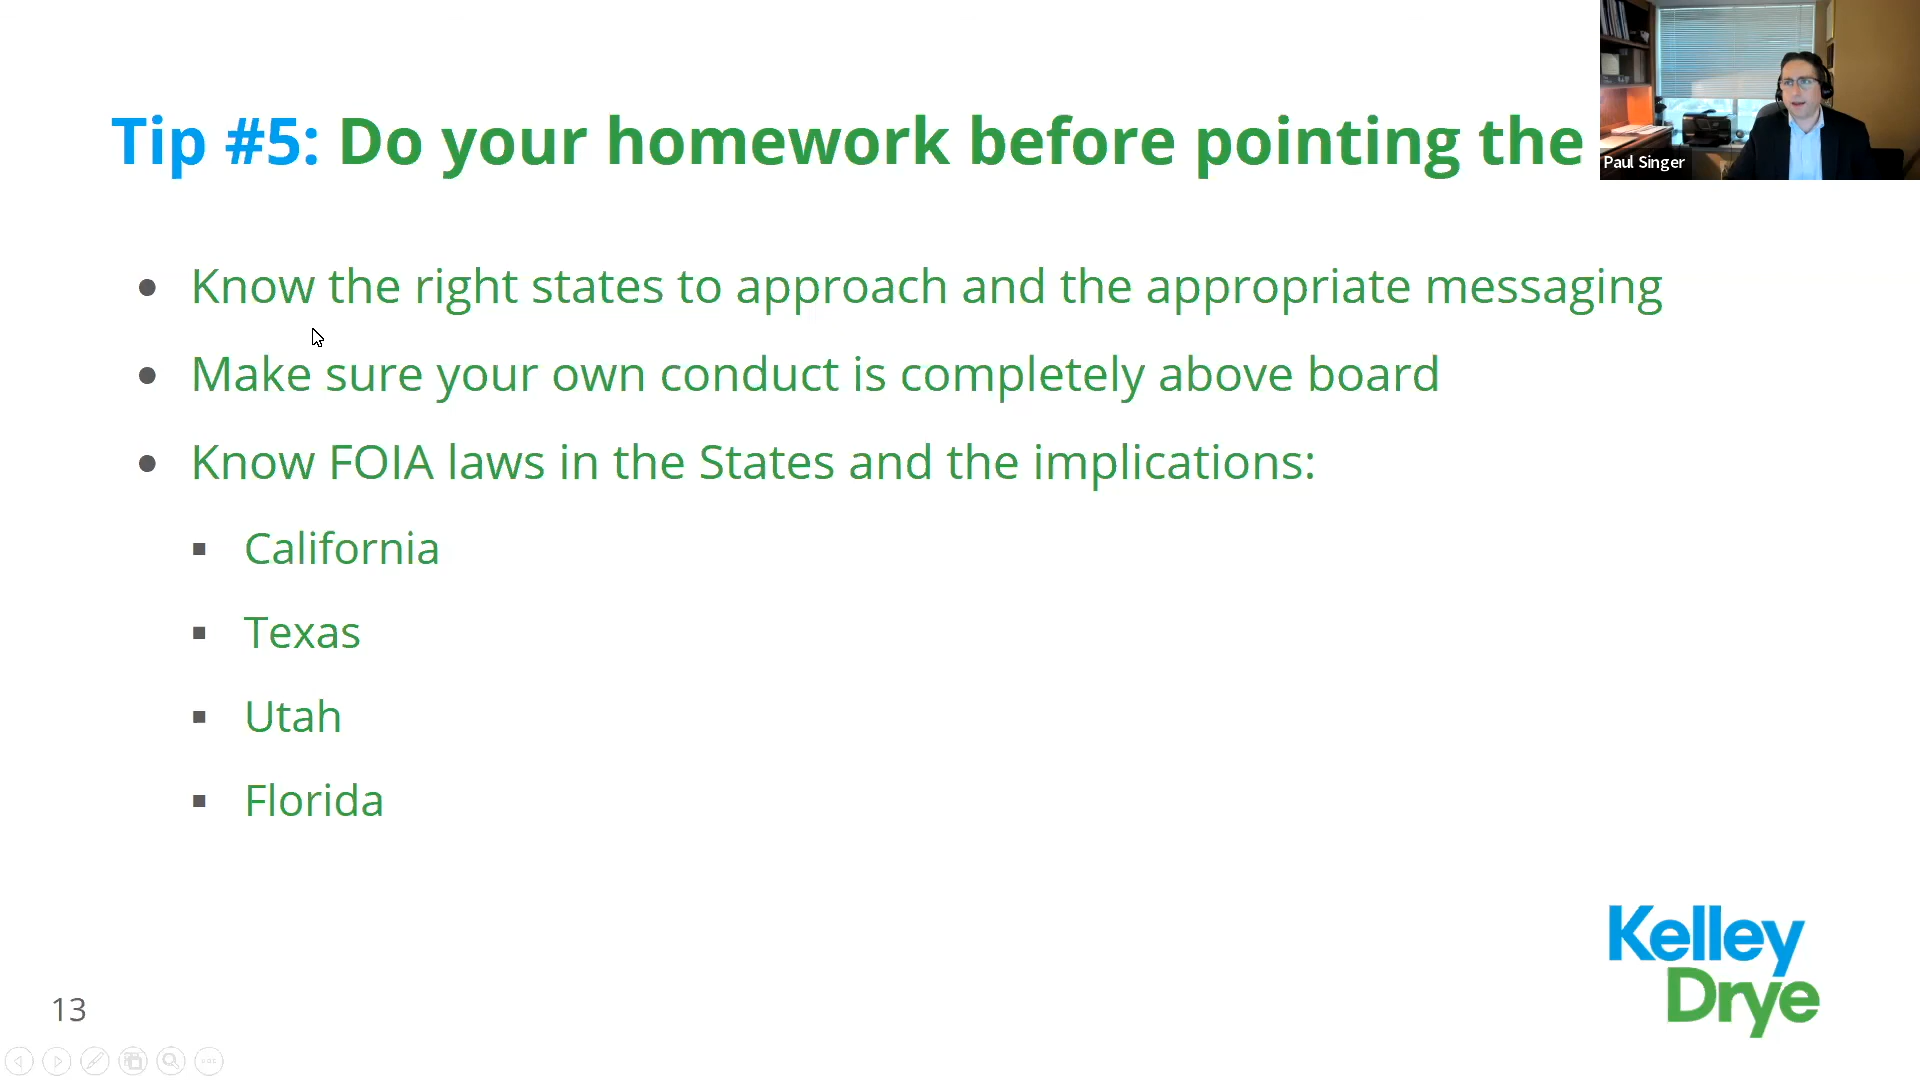 Tip #5: Do your homework before pointing the
Paul Singer
Know the right states to approach and the appropriate messaging
Make sure your own conduct is completely above board
Know FOIA laws in the States and the implications:
California
Texas
Utah
Florida
Kelley
Drye
13